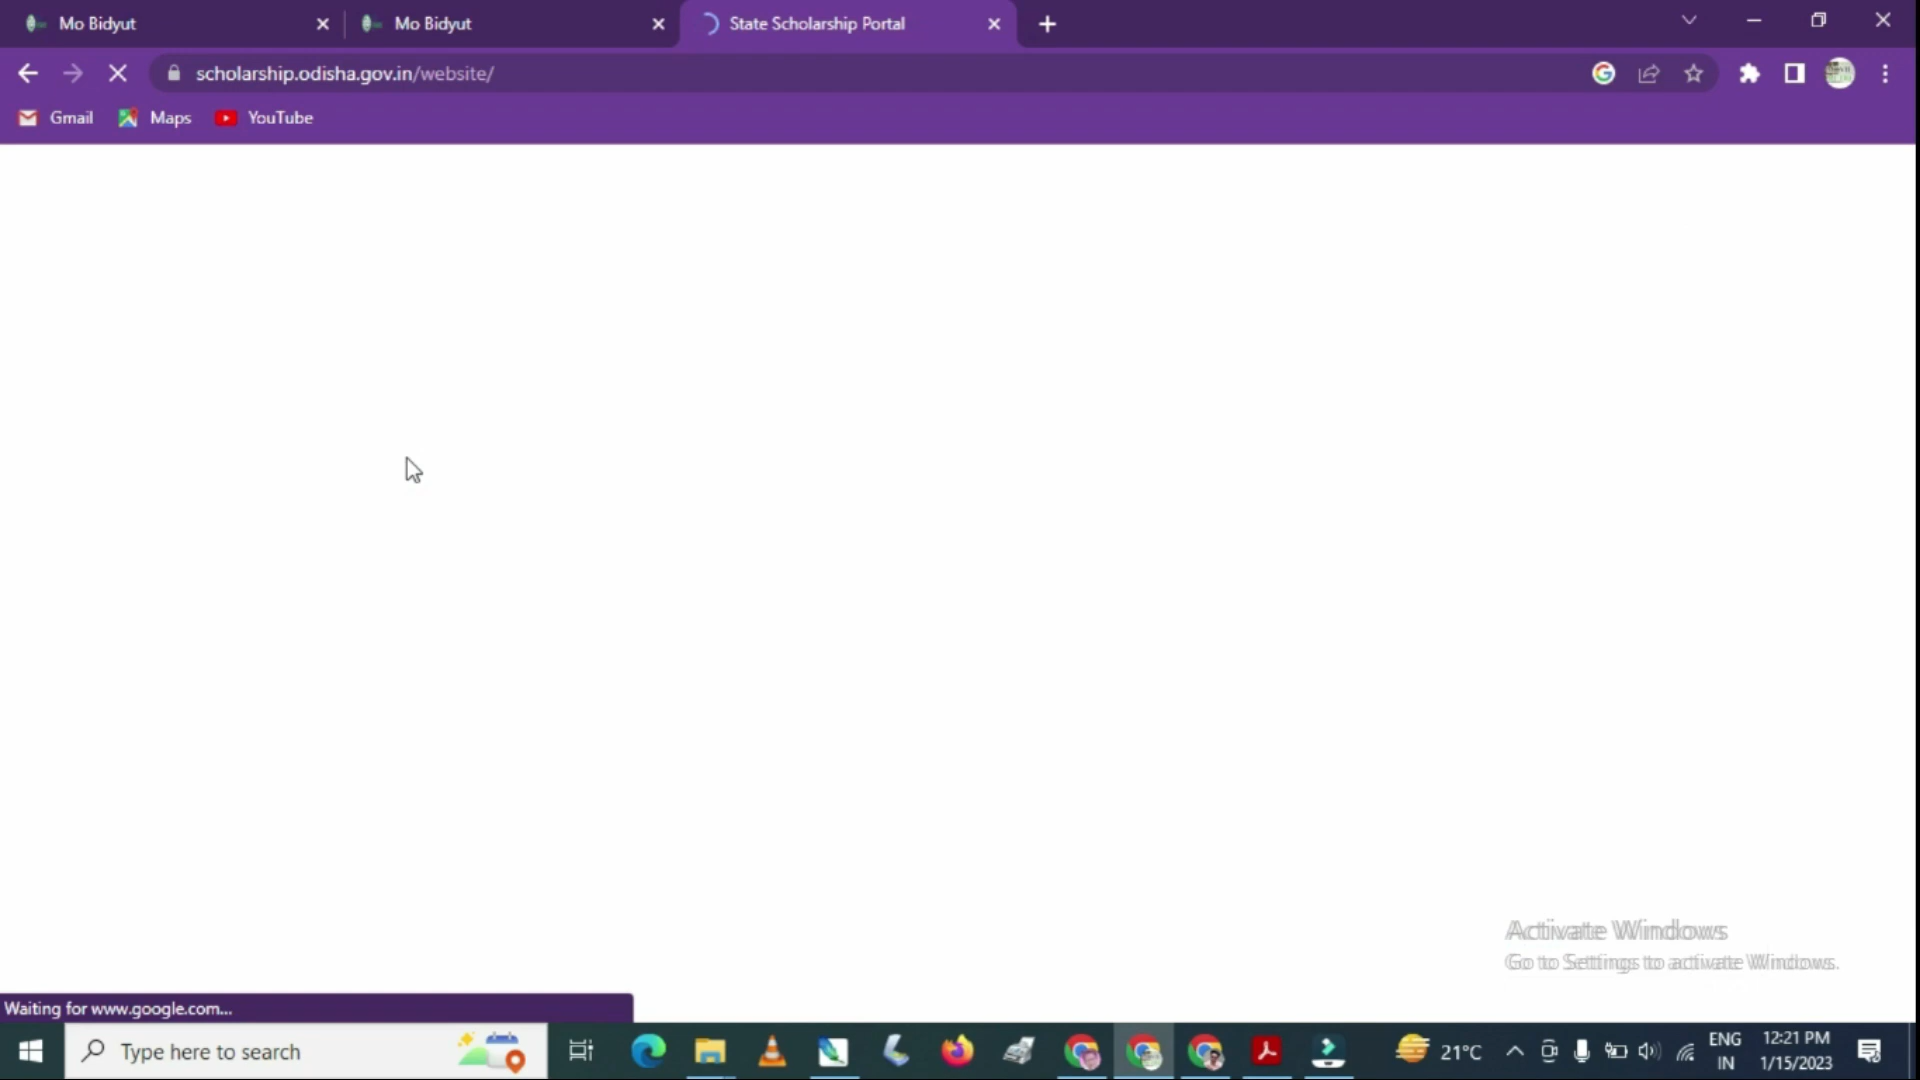 Mo Bidyut
Mo Bidyut
State Scholarship Portal
scholarship.odisha.gov.in/website/
Gmail
Maps
YouTube
Activate Windows
Go to Settings to activate Windows.
Waiting for www.google.com...
Type here to search
21°C
ENG
IN
12:21 PM
1/15/2023